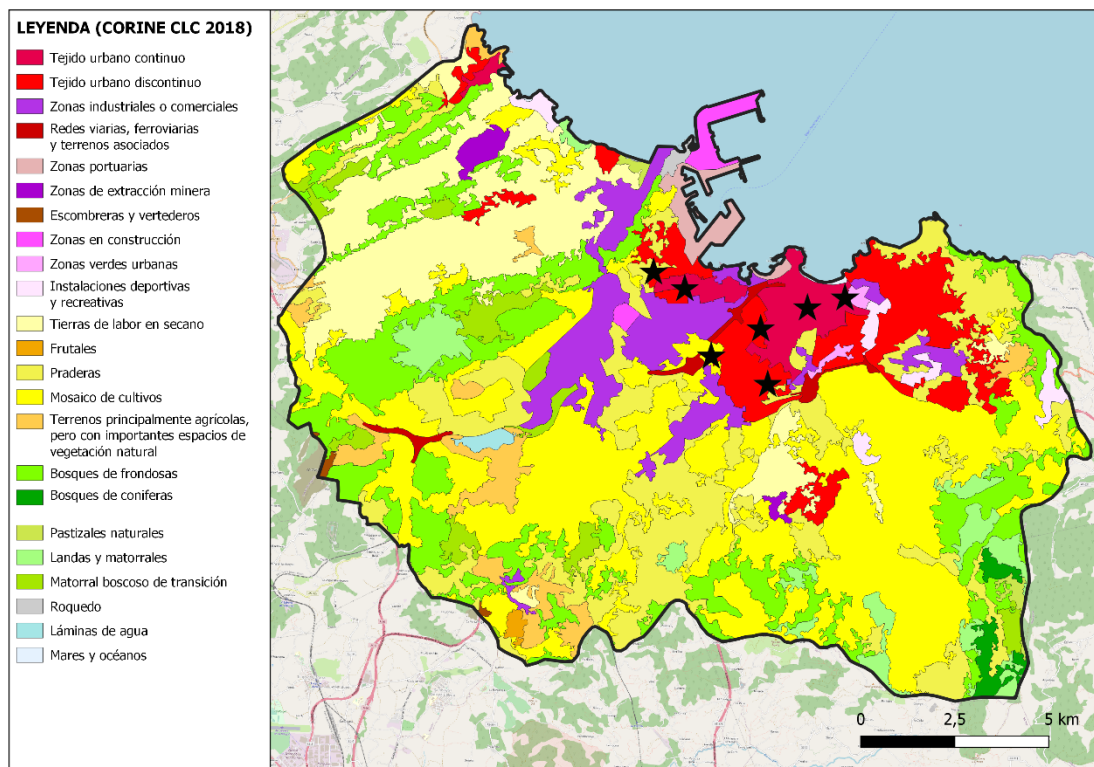 LEYENDA (CORINE CLC 2018)
Tejido urbano continuo
Tejido urbano discontinuo
Zonas industriales o comerciales
Redes viarias, ferroviarias
y terrenos asociados
Zonas portuarias
Zonas de extracción minera
Escombreras y vertederos
Zonas en construcción
Zonas verdes urbanas
Instalaciones deportivas
y recreativas
Tierras de labor en secano
Frutales
Praderas
Mosaico de cultivos
Terrenos principalmente agrícolas,
pero con importantes espacios de
vegetación natural
Bosques de frondosas
Bosques de coniferas
Pastizales naturales
Landas y matorrales
Matorral boscoso de transición
Roquedo
Láminas de agua
Mares y océanos
0 2,5 5 km